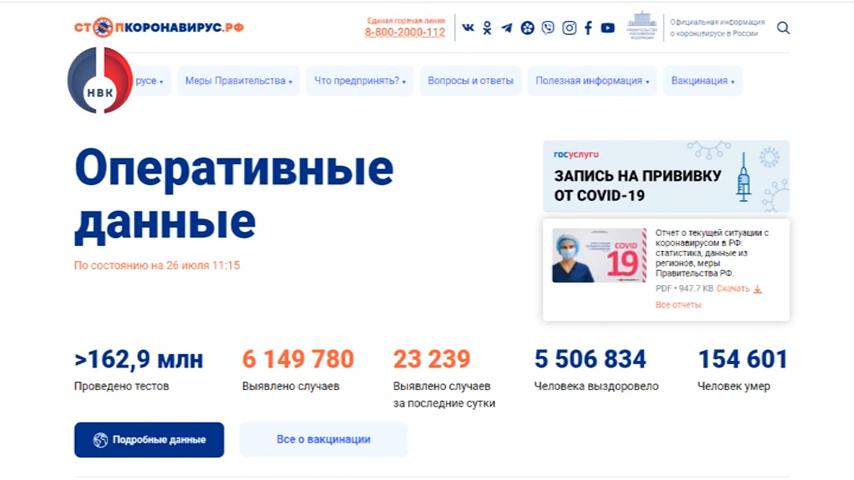 СТОПКОРОНАВИРУС.РФ
Единая горячая линия
8-800-2000-112
Официальная информация
о коронавирусе в России
НВК
русе
Меры Правительства
Что предпринять?
Вопросы и ответы
Полезная информация
Вакцинация
Оперативные
данные
По состоянию на 26 июля 11:15
госуслуги
ЗАПИСЬ НА ПРИВИВКУ
ОТ COVID-19
COVID
19
Отчет о текущей ситуации с
коронавирусом в РФ:
статистика, данные из
регионов, меры
Правительства РФ.
PDF • 947.7 KB Скачать
Все отчеты
>162,9 млн
Проведено тестов
6 149 780
Выявлено случаев
23 239
Выявлено случаев
за последние сутки
5 506 834
Человека выздоровело
154 601
Человек умер
Подробные данные
Все о вакцинации